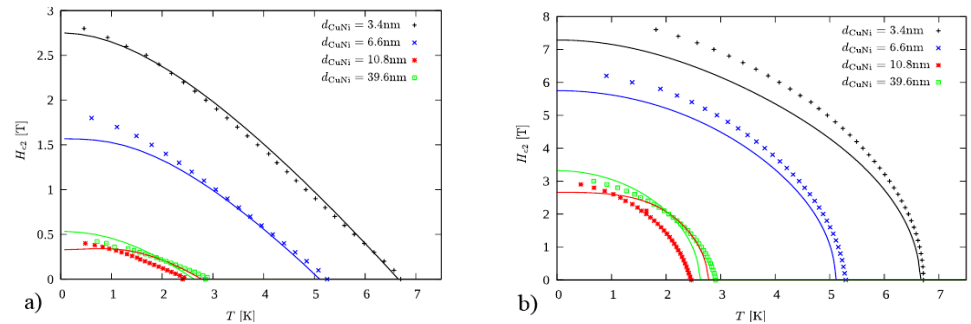 d_CuNi = 3.4nm
d_CuNi = 6.6nm
d_CuNi = 10.8nm
d_CuNi = 39.6nm
3
2.5
2
1.5
1
0.5
0
H_c2 [T]
0 1 2 3 4 5 6 7
T [K]
a)
d_CuNi = 3.4nm
d_CuNi = 6.6nm
d_CuNi = 10.8nm
d_CuNi = 39.6nm
8
7
6
5
4
3
2
1
0
H_c2 [T]
0 1 2 3 4 5 6 7
T [K]
b)